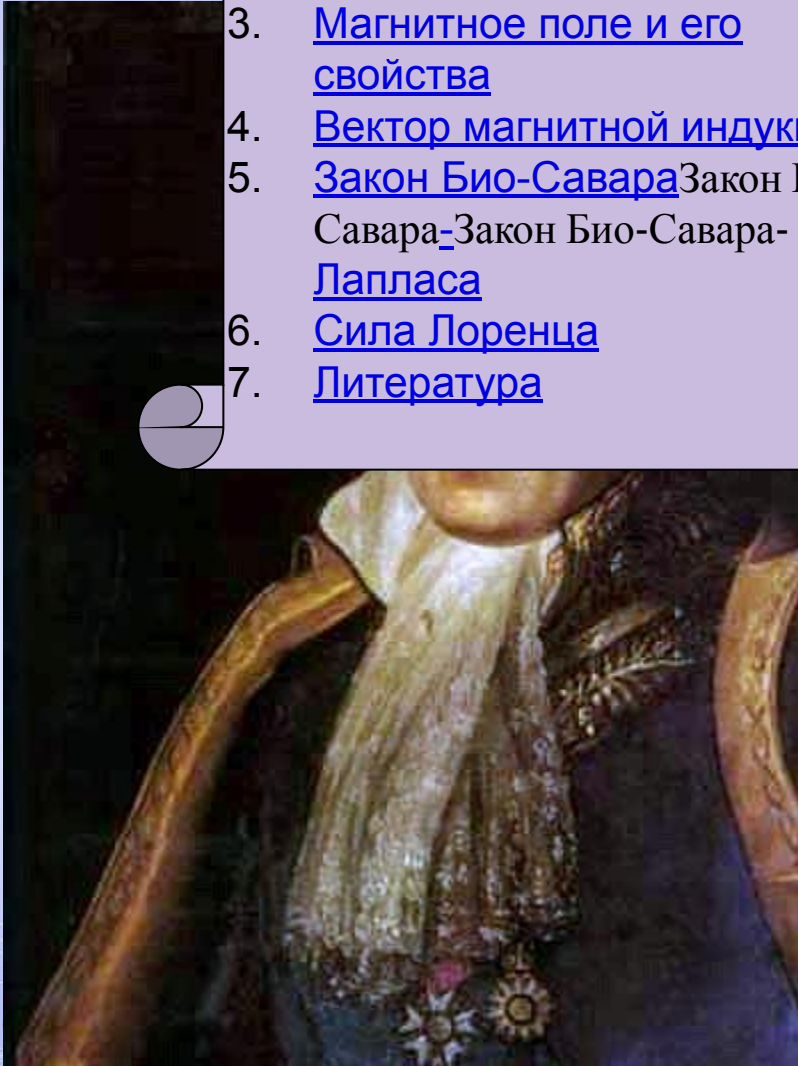 3. Магнитное поле и его
свойства
4. Вектор магнитной
5. Закон Био-СавараЗакон
Савара-Закон Био-Савара-
Лапласа
6. Сила Лоренца
7. Литература